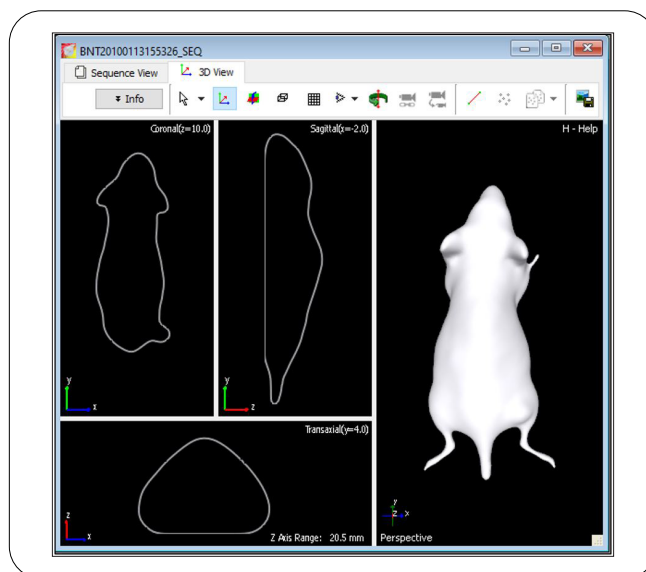 BNT20100113155326_SEQ
Sequence View
3D View
Info
Coronal(z=10.0)
Sagittal(x=-2.0)
H - Help
y
x
y
z
Transaxial(y=4.0)
z
x
Z Axis Range: 20.5 mm
y
z
x
Perspective